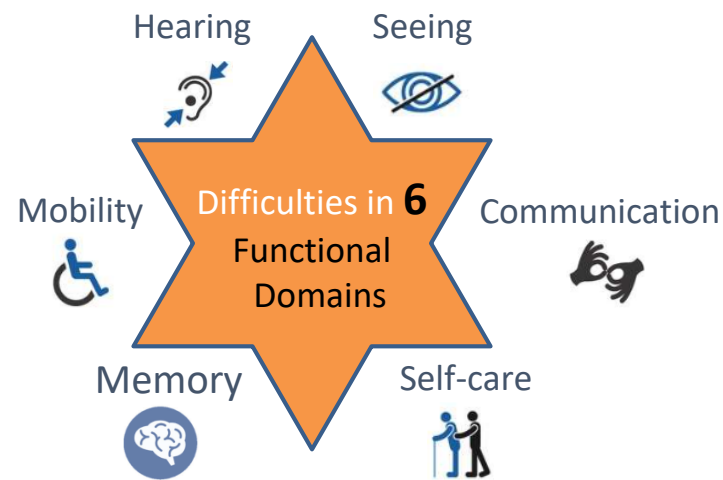 Hearing
Seeing
Mobility
Difficulties in 6
Functional
Domains
Communication
Memory
Self-care